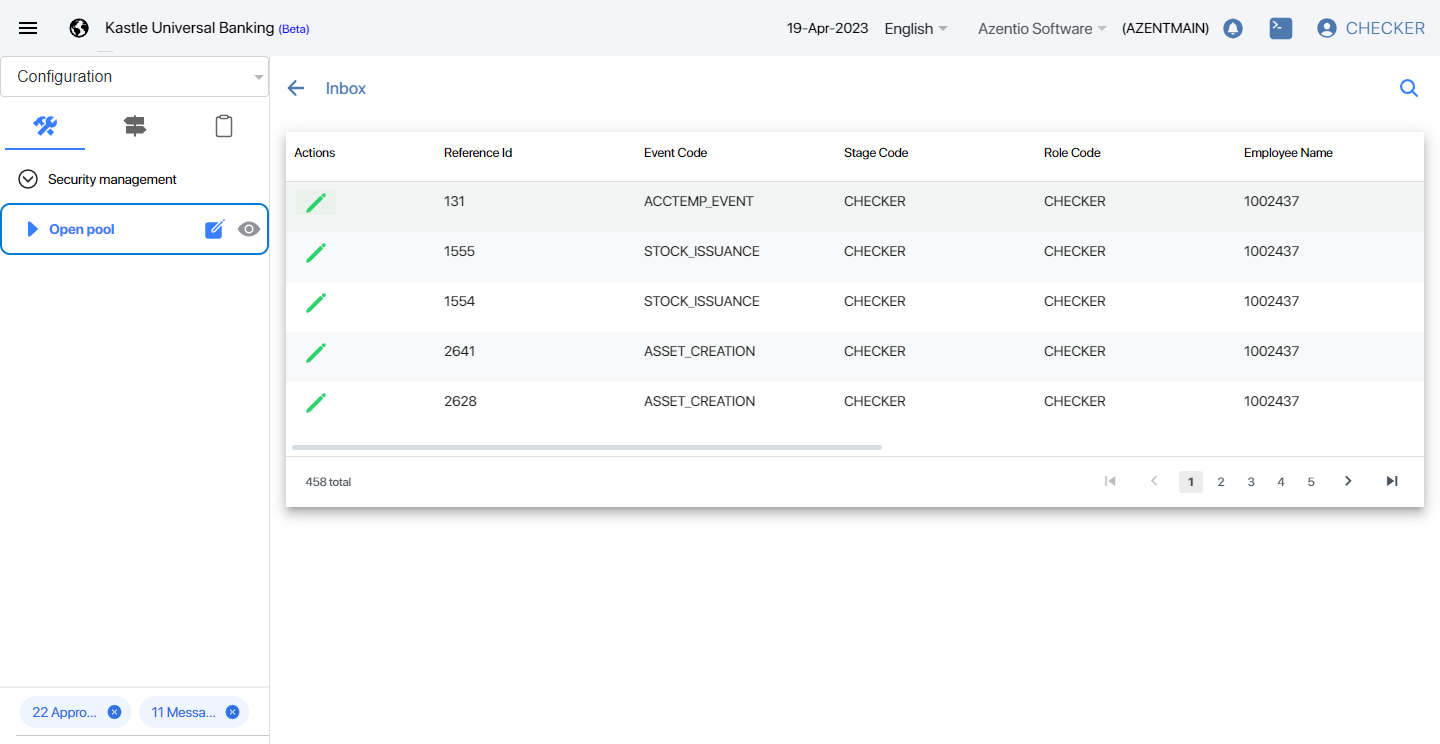 Kastle Universal Banking (Beta) 19-Apr-2023 English Azentio Software (AZENTMAIN) CHECKER
Configuration
Inbox
Security management
Open pool
Actions Reference Id Event Code Stage Code Role Code Employee Name
131 ACCTEMP_EVENT CHECKER CHECKER 1002437
1555 STOCK_ISSUANCE CHECKER CHECKER 1002437
1554 STOCK_ISSUANCE CHECKER CHECKER 1002437
2641 ASSET_CREATION CHECKER CHECKER 1002437
2628 ASSET_CREATION CHECKER CHECKER 1002437
458 total 1 2 3 4 5
22 Appro... 11 Messa...